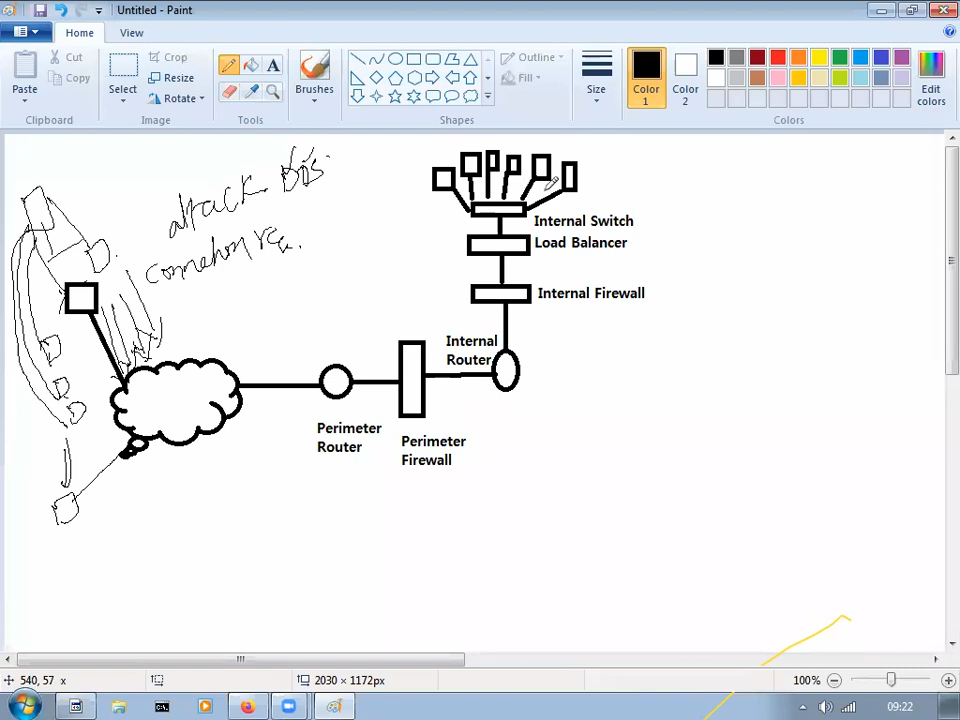 Untitled - Paint
Home
View
Paste
Cut
Copy
Clipboard
Select
Crop
Resize
Rotate
Image
A
Tools
Brushes
Outline
Fill
Shapes
Size
Color
1
Color
2
Edit
colors
Colors
attack
connection
Internal Switch
Load Balancer
Internal Firewall
Internal
Router
Perimeter
Router
Perimeter
Firewall
540, 57 x
2030 × 1172px
100%
09:22